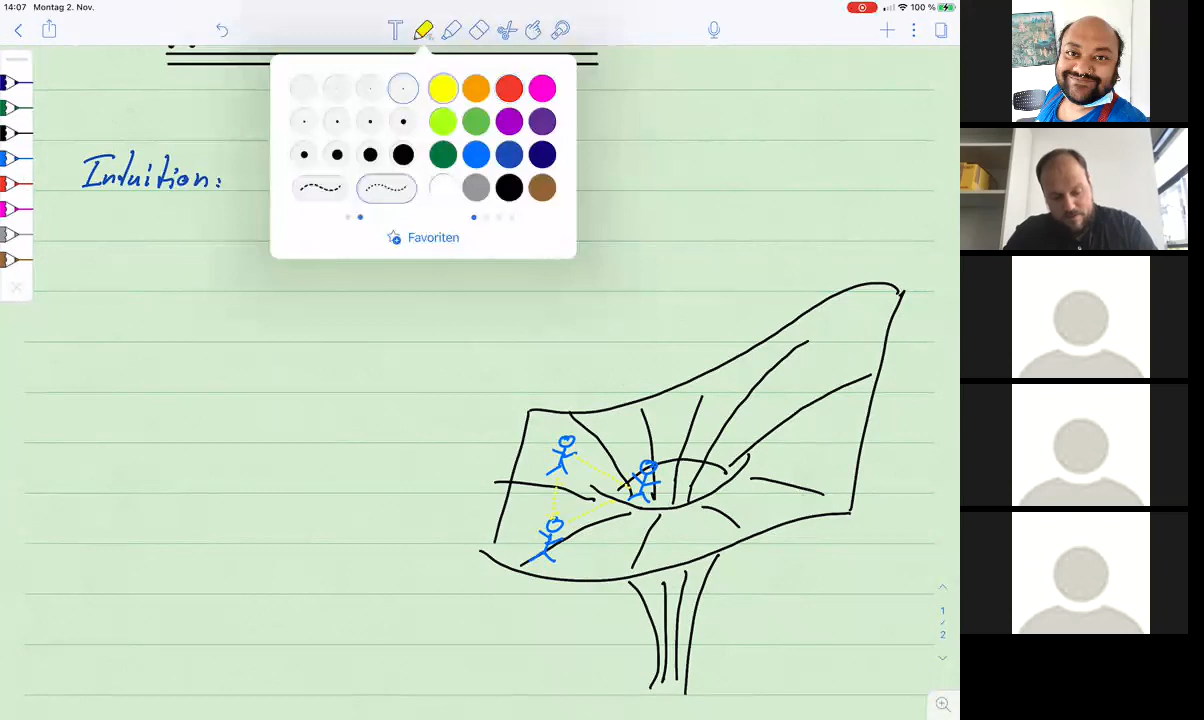 14:07 Montag 2. Nov.
100 %
T
Intuition:
Favoriten
1
/
2